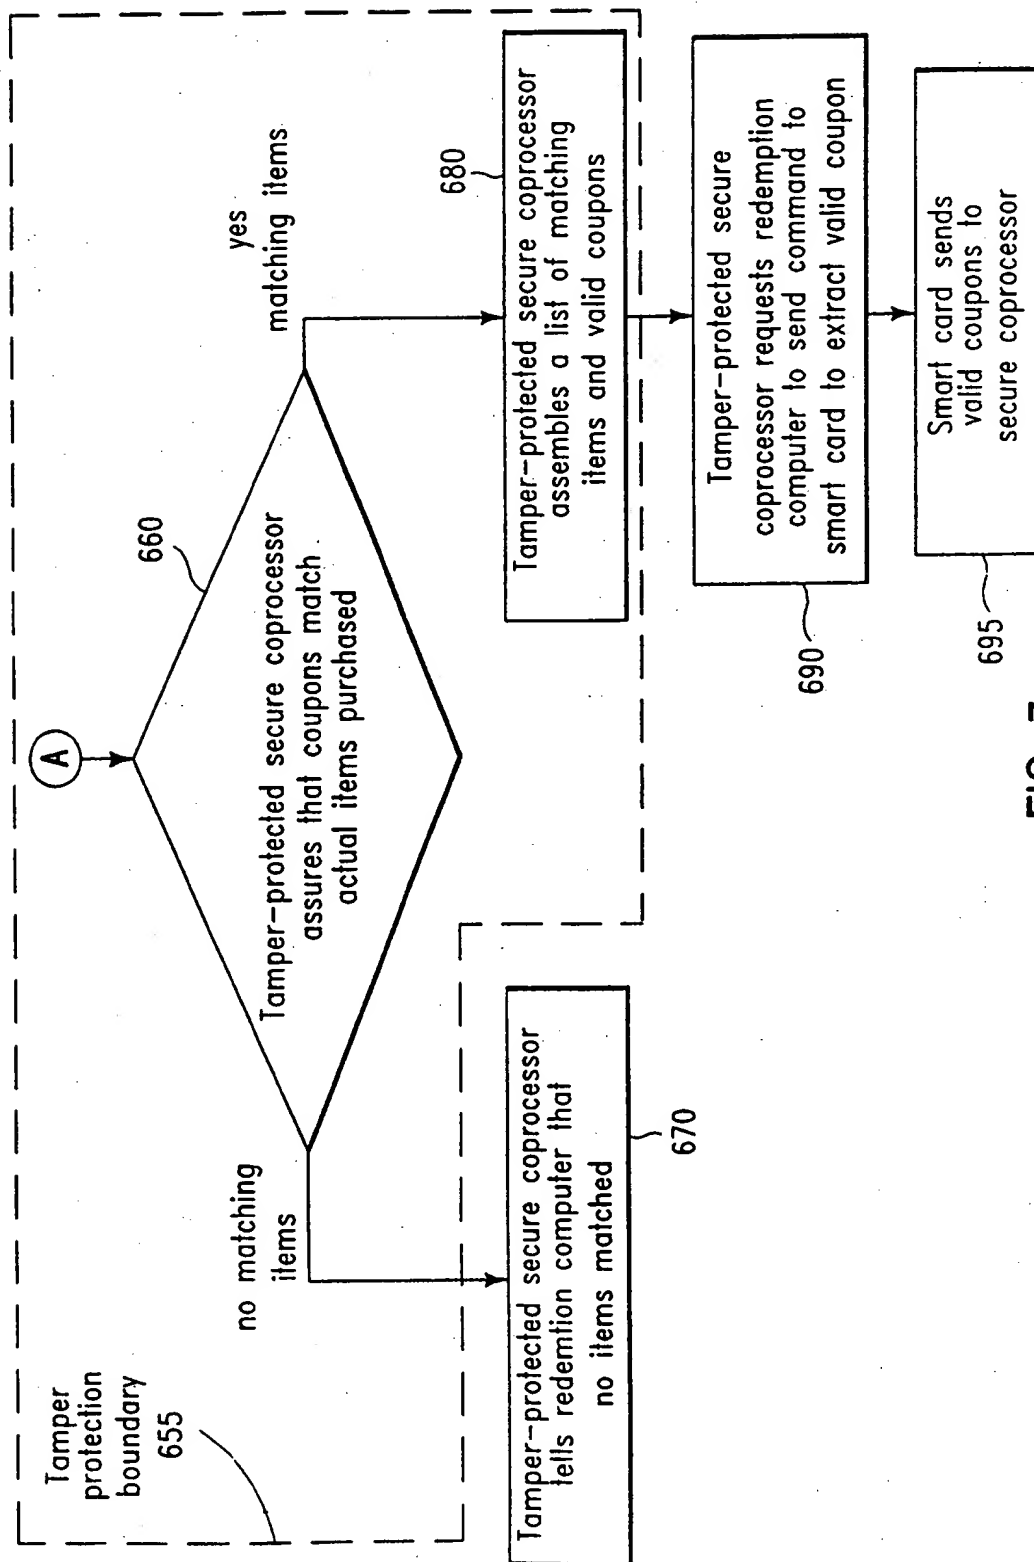 A
Tamper
protection
boundary
655
660
Tamper-protected secure coprocessor
assures that coupons match
actual items purchased
no matching
items
yes
matching items
Tamper-protected secure coprocessor
tells redemtion computer that
no items matched
670
680
Tamper-protected secure coprocessor
assembles a list of matching
items and valid coupons
Tamper-protected secure
coprocessor requests redemption
computer to send command to
smart card to extract valid coupon
690
Smart card sends
valid coupons to
secure coprocessor
695